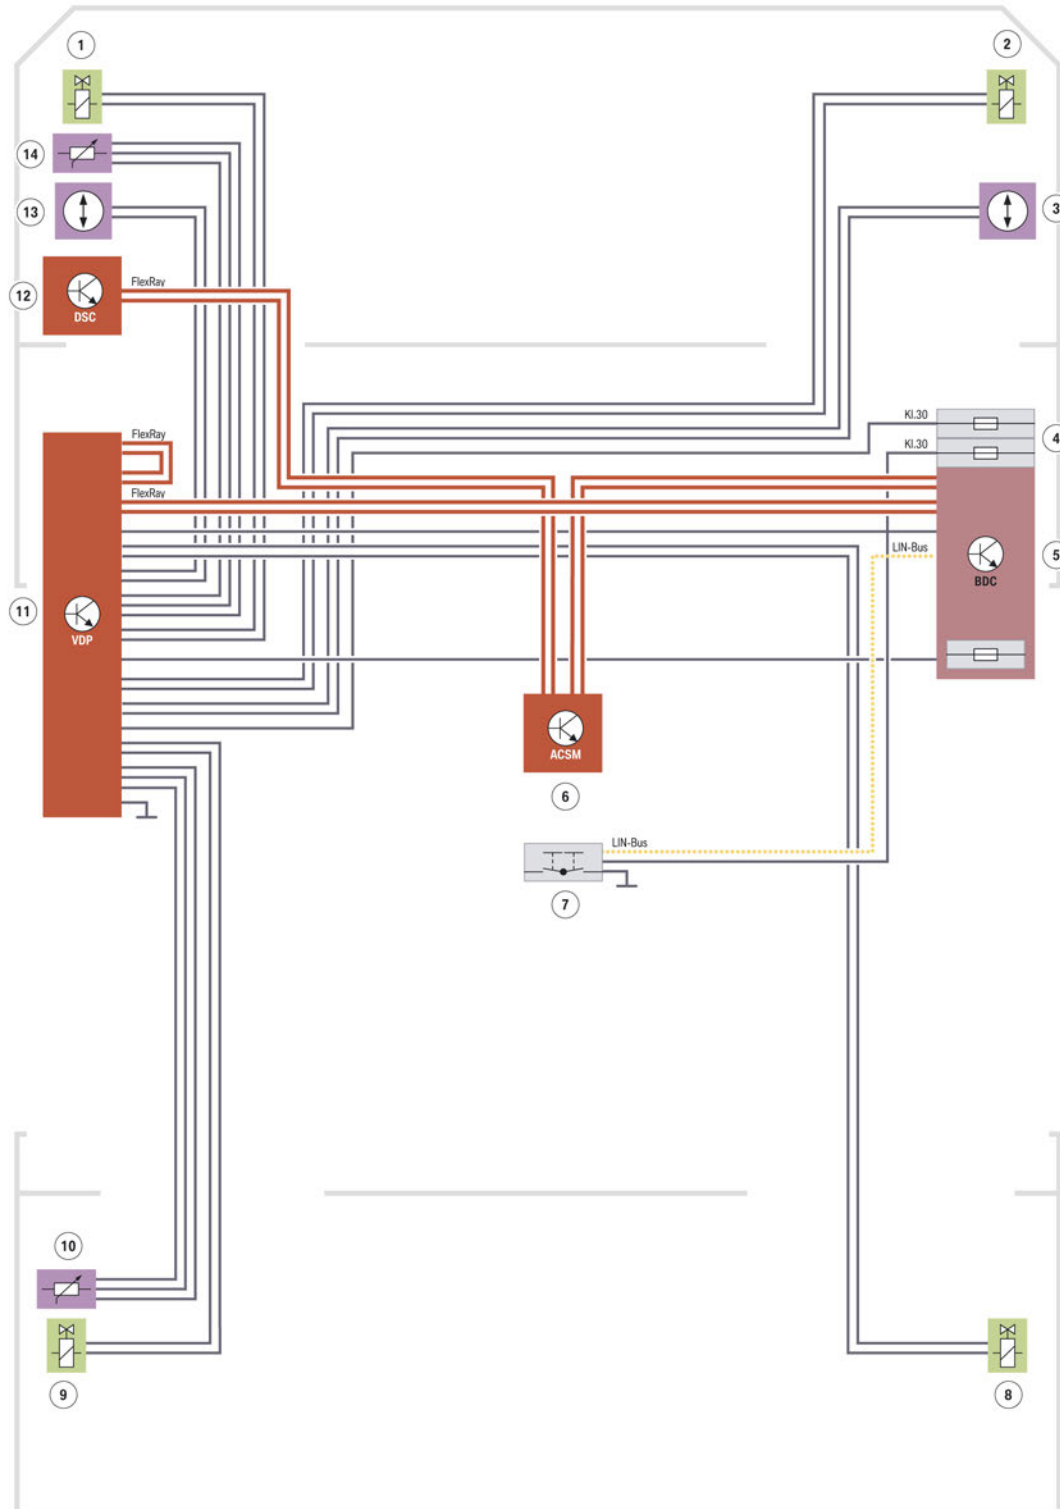 1
2
14
13
3
12
FlexRay
DSC
FlexRay
Kl.30
4
Kl.30
FlexRay
LIN-Bus
5
BDC
11
VDP
ACSM
6
LIN-Bus
7
10
9
8